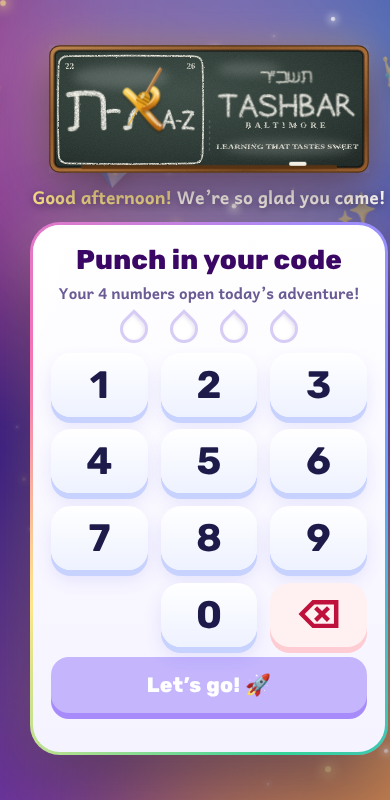 22
26
ת-א
A-Z
תשב״ר
TASHBAR
BALTIMORE
LEARNING THAT TASTES SWEET
Good afternoon! We're so glad you came!
Punch in your code
Your 4 numbers open today's adventure!
1 2 3
4 5 6
7 8 9
0
Let's go! 🚀